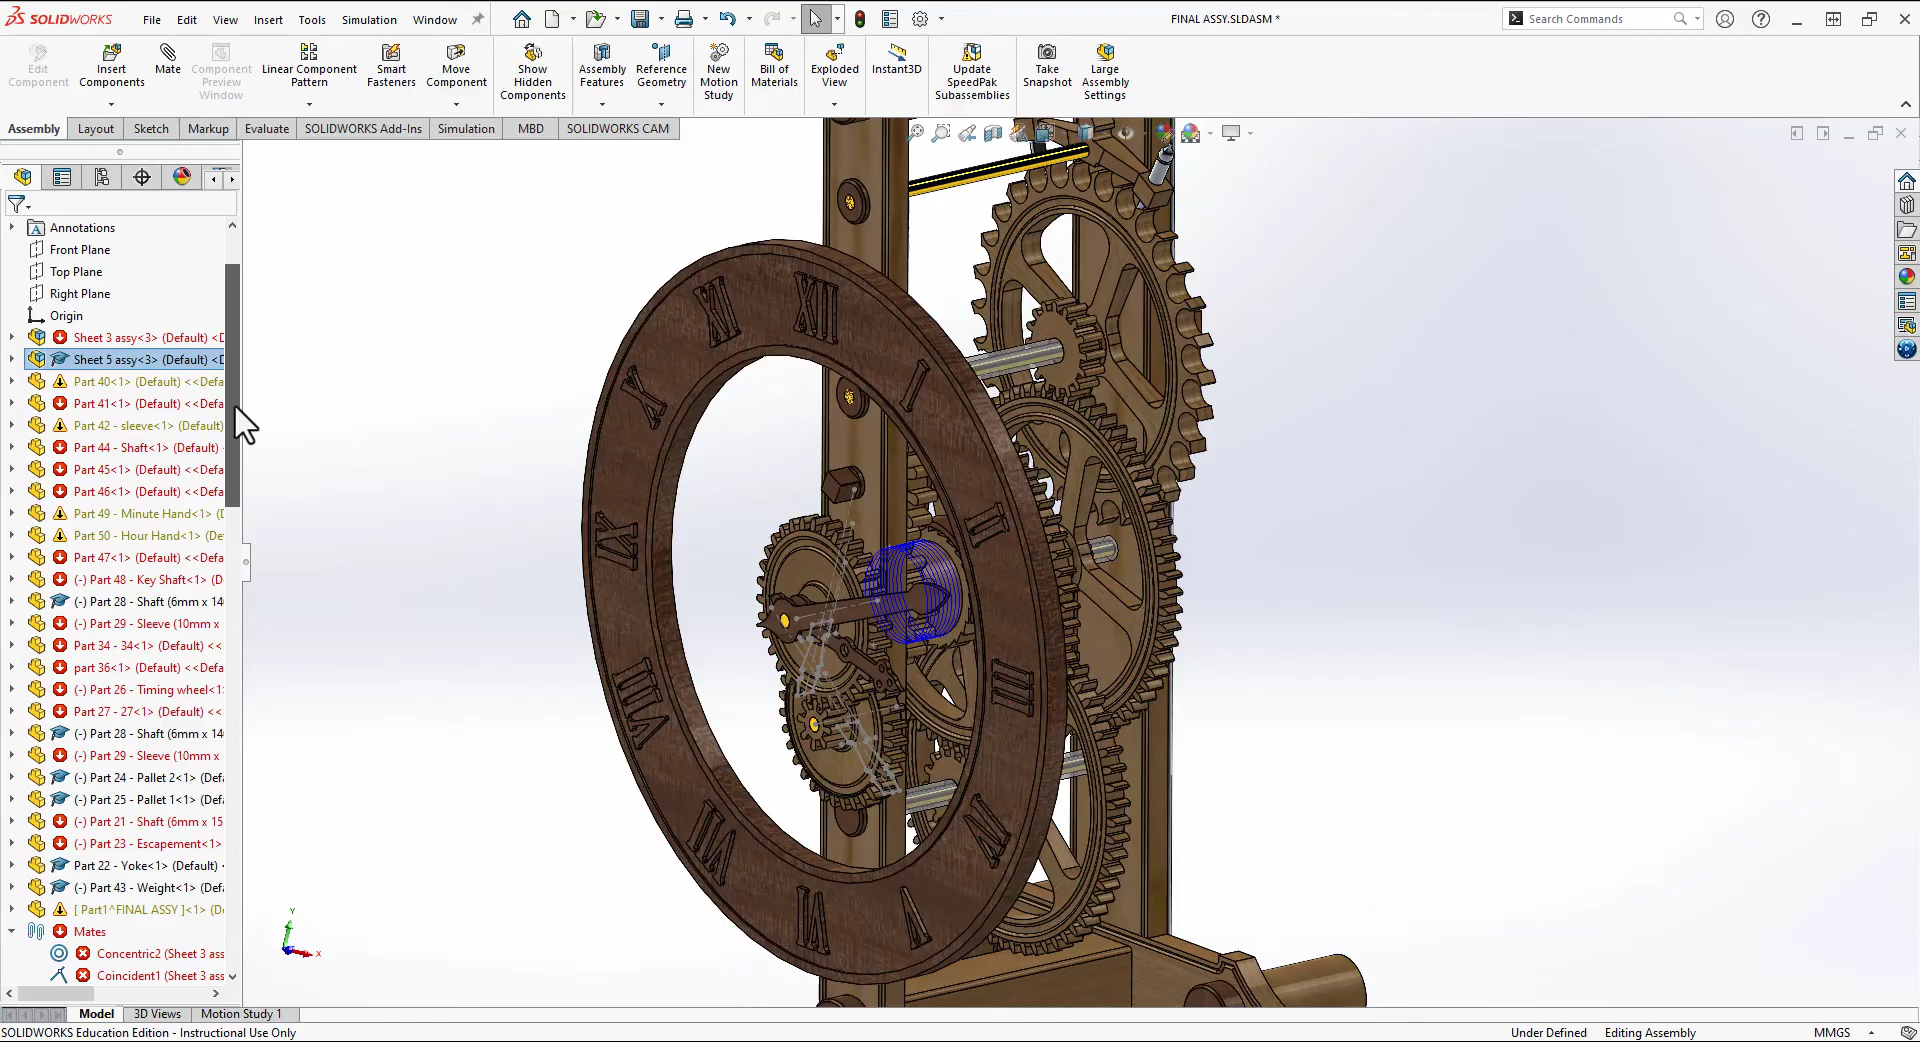 SOLIDWORKS File Edit View Insert Tools Simulation Window FINAL ASSY.SLDASM * Search Commands
Edit Component
Insert Components
Mate
Component Preview Window
Linear Component Pattern
Smart Fasteners
Move Component
Show Hidden Components
Assembly Features
Reference Geometry
New Motion Study
Bill of Materials
Exploded View
Instant3D
Update SpeedPak Subassemblies
Take Snapshot
Large Assembly Settings
Assembly Layout Sketch Markup Evaluate SOLIDWORKS Add-Ins Simulation MBD SOLIDWORKS CAM
Annotations
Front Plane
Top Plane
Right Plane
Origin
Sheet 3 assy<3> (Default) <D
Sheet 5 assy<3> (Default) <D
Part 40<1> (Default) <<Defa
Part 41<1> (Default) <<Defa
Part 42 - sleeve<1> (Default)
Part 44 - Shaft<1> (Default)
Part 45<1> (Default) <<Defa
Part 46<1> (Default) <<Defa
Part 49 - Minute Hand<1> (D
Part 50 - Hour Hand<1> (De
Part 47<1> (Default) <<Defa
(-) Part 48 - Key Shaft<1> (D
(-) Part 28 - Shaft (6mm x 14
(-) Part 29 - Sleeve (10mm x
Part 34 - 34<1> (Default) <<
part 36<1> (Default) <<Defa
(-) Part 26 - Timing wheel<1
(-) Part 27 - 27<1> (Default) <<
(-) Part 28 - Shaft (6mm x 14
(-) Part 29 - Sleeve (10mm x
(-) Part 24 - Pallet 2<1> (Def
(-) Part 25 - Pallet 1<1> (Def
(-) Part 21 - Shaft (6mm x 15
(-) Part 23 - Escapement<1>
Part 22 - Yoke<1> (Default) <
(-) Part 43 - Weight<1> (Def
[ Part1^FINAL ASSY ]<1> (D
Mates
Concentric2 (Sheet 3 ass
Coincident1 (Sheet 3 ass
XII
I
II
III
IV
V
VI
VII
VIII
IX
X
XI
Y
X
Model 3D Views Motion Study 1
SOLIDWORKS Education Edition - Instructional Use Only Under Defined Editing Assembly MMGS